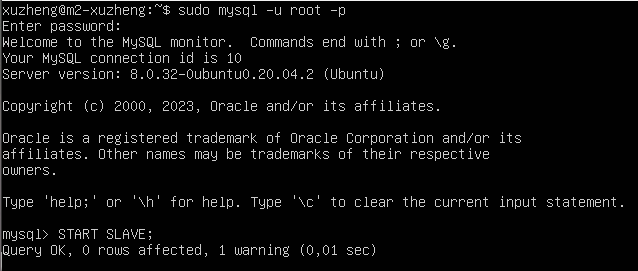 xuzheng@m2-xuzheng:~$ sudo mysql -u root -p
Enter password:
Welcome to the MySQL monitor.  Commands end with ; or \g.
Your MySQL connection id is 10
Server version: 8.0.32-0ubuntu0.20.04.2 (Ubuntu)
Copyright (c) 2000, 2023, Oracle and/or its affiliates.
Oracle is a registered trademark of Oracle Corporation and/or its
affiliates. Other names may be trademarks of their respective
owners.
Type 'help;' or '\h' for help. Type '\c' to clear the current input statement.
mysql> START SLAVE;
Query OK, 0 rows affected, 1 warning (0,01 sec)